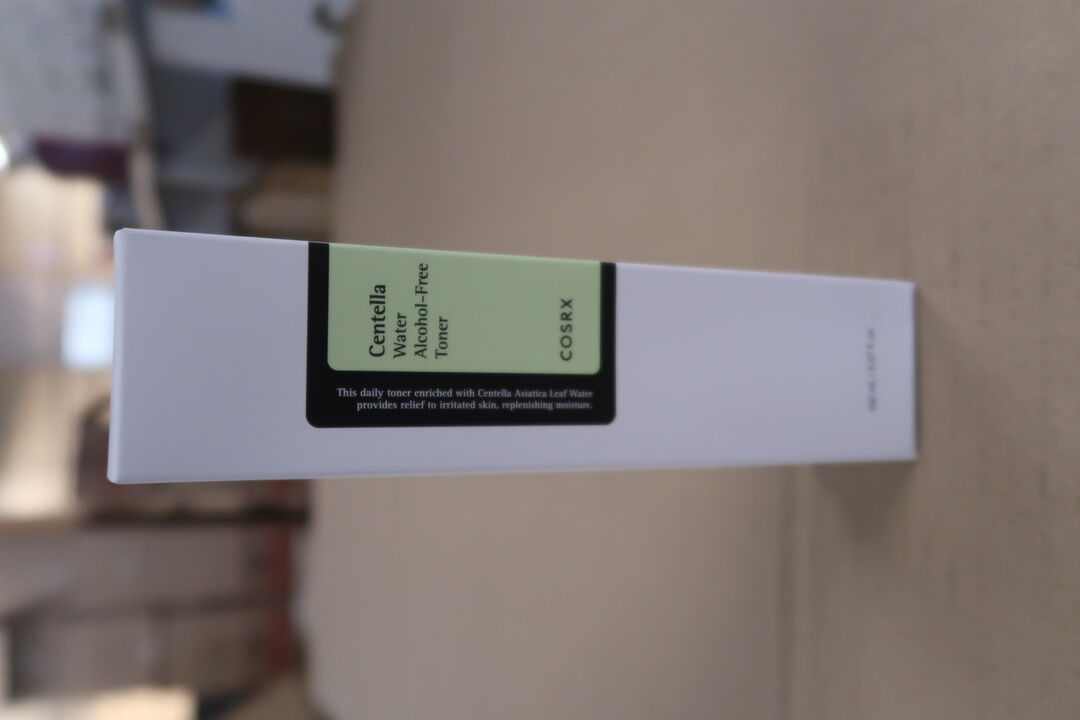 Centella
Water
Alcohol-Free
Toner
COSRX
This daily toner enriched with Centella Asiatica Leaf Water
provides relief to irritated skin, replenishing moisture.